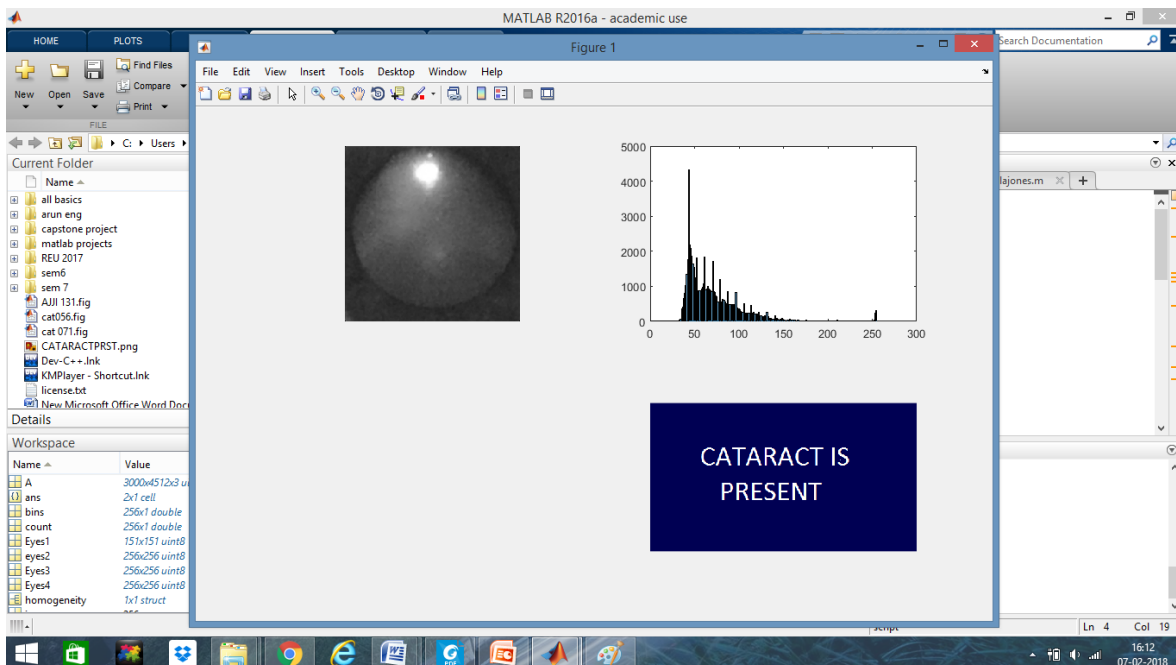 MATLAB R2016a - academic use
HOME PLOTS
Search Documentation
Figure 1
File Edit View Insert Tools Desktop Window Help
Find Files
Compare
Print
New Open Save
FILE
C: Users
Current Folder
Name
all basics
arun eng
capstone project
matlab projects
REU 2017
sem6
sem 7
AJJI 131.fig
cat056.fig
cat 071.fig
CATARACTPRST.png
Dev-C++.lnk
KMPlayer - Shortcut.lnk
license.txt
New Microsoft Office Word
Details
Workspace
Name Value
A 3000x4512x3
ans 2x1 cell
bins 256x1 double
count 256x1 double
Eyes1 151x151 uint8
eyes2 256x256 uint8
Eyes3 256x256 uint8
Eyes4 256x256 uint8
homogeneity 1x1 struct
5000
4000
3000
2000
1000
0
0 50 100 150 200 250 300
CATARACT IS
PRESENT
lajones.m
script
Ln 4 Col 19
16:12
07-02-2018